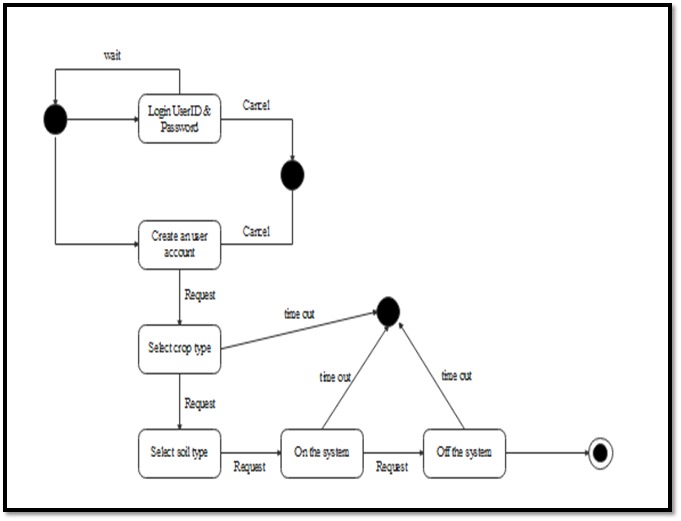 wait
Login UserID &
Password
Cancel
Create an user
account
Cancel
Request
Select crop type
time out
Request
time out
time out
Select soil type
Request
On the system
Request
Off the system